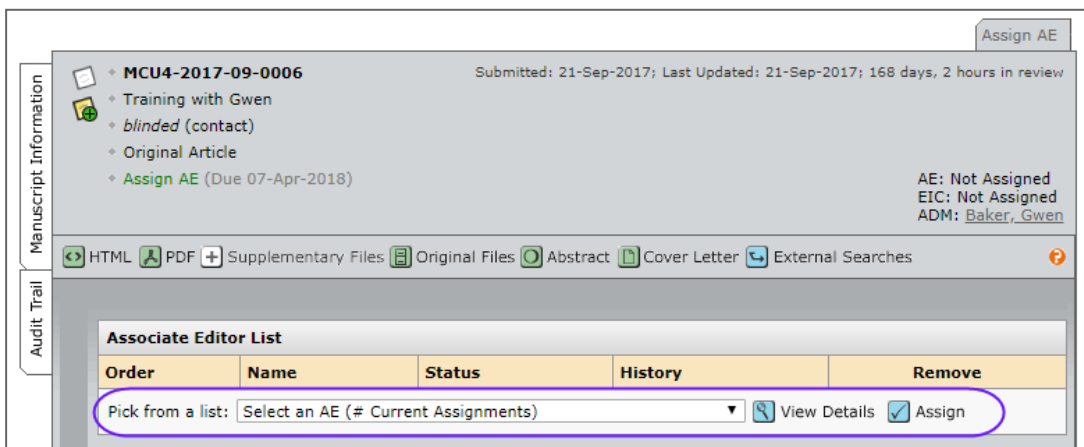 Assign AE
Manuscript Information
Audit Trail
MCU4-2017-09-0006
Submitted: 21-Sep-2017; Last Updated: 21-Sep-2017; 168 days, 2 hours in review
Training with Gwen
blinded (contact)
Original Article
Assign AE (Due 07-Apr-2018)
AE: Not Assigned
EIC: Not Assigned
ADM: Baker, Gwen
HTML PDF Supplementary Files Original Files Abstract Cover Letter External Searches ?
Associate Editor List
Order Name Status History Remove
Pick from a list: Select an AE (# Current Assignments) View Details Assign